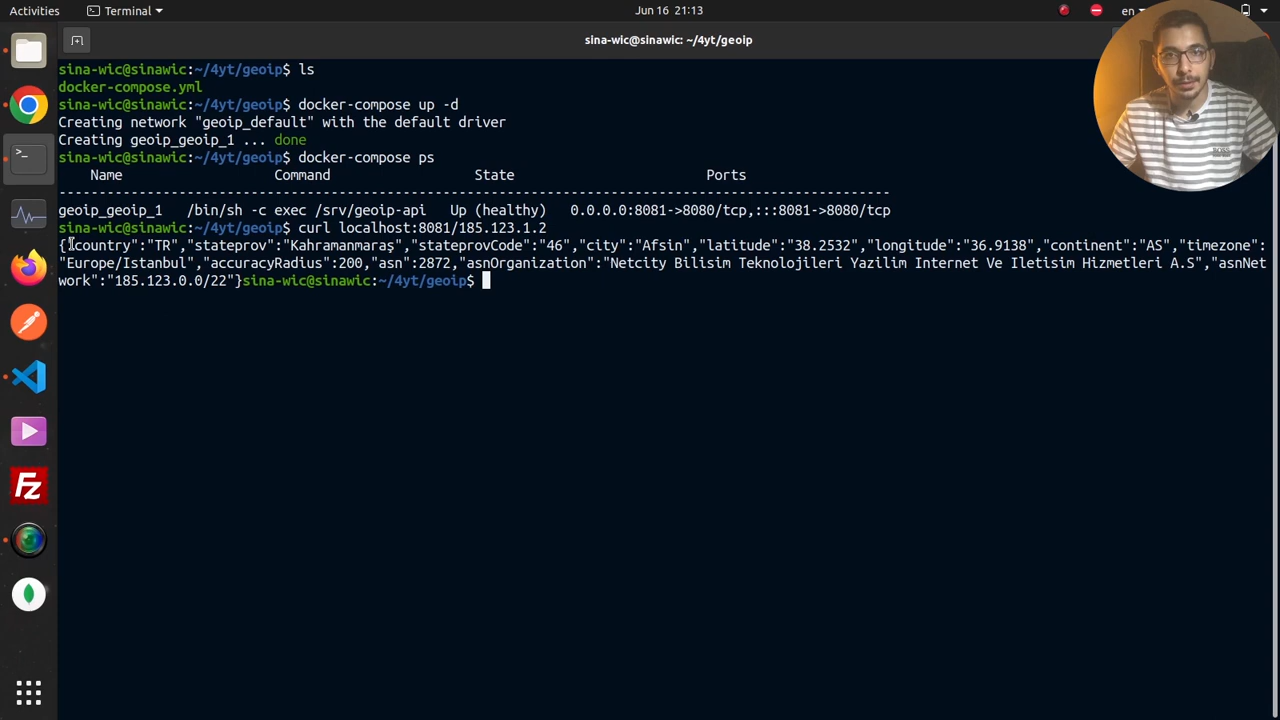 Activities
Terminal
Jun 16 21:13
en
sina-wic@sinawic: ~/4yt/geoip
sina-wic@sinawic:~/4yt/geoip$ ls
docker-compose.yml
sina-wic@sinawic:~/4yt/geoip$ docker-compose up -d
Creating network "geoip_default" with the default driver
Creating geoip_geoip_1 ... done
sina-wic@sinawic:~/4yt/geoip$ docker-compose ps
Name Command State Ports
--------------------------------------------------------------------------------------------------------
geoip_geoip_1 /bin/sh -c exec /srv/geoip-api Up (healthy) 0.0.0.0:8081->8080/tcp,:::8081->8080/tcp
sina-wic@sinawic:~/4yt/geoip$ curl localhost:8081/185.123.1.2
{"country":"TR","stateprov":"Kahramanmaraş","stateprovCode":"46","city":"Afsin","latitude":"38.2532","longitude":"36.9138","continent":"AS","timezone":
"Europe/Istanbul","accuracyRadius":200,"asn":2872,"asnOrganization":"Netcity Bilisim Teknolojileri Yazilim Internet Ve Iletisim Hizmetleri A.S","asnNet
work":"185.123.0.0/22"}sina-wic@sinawic:~/4yt/geoip$
Fz